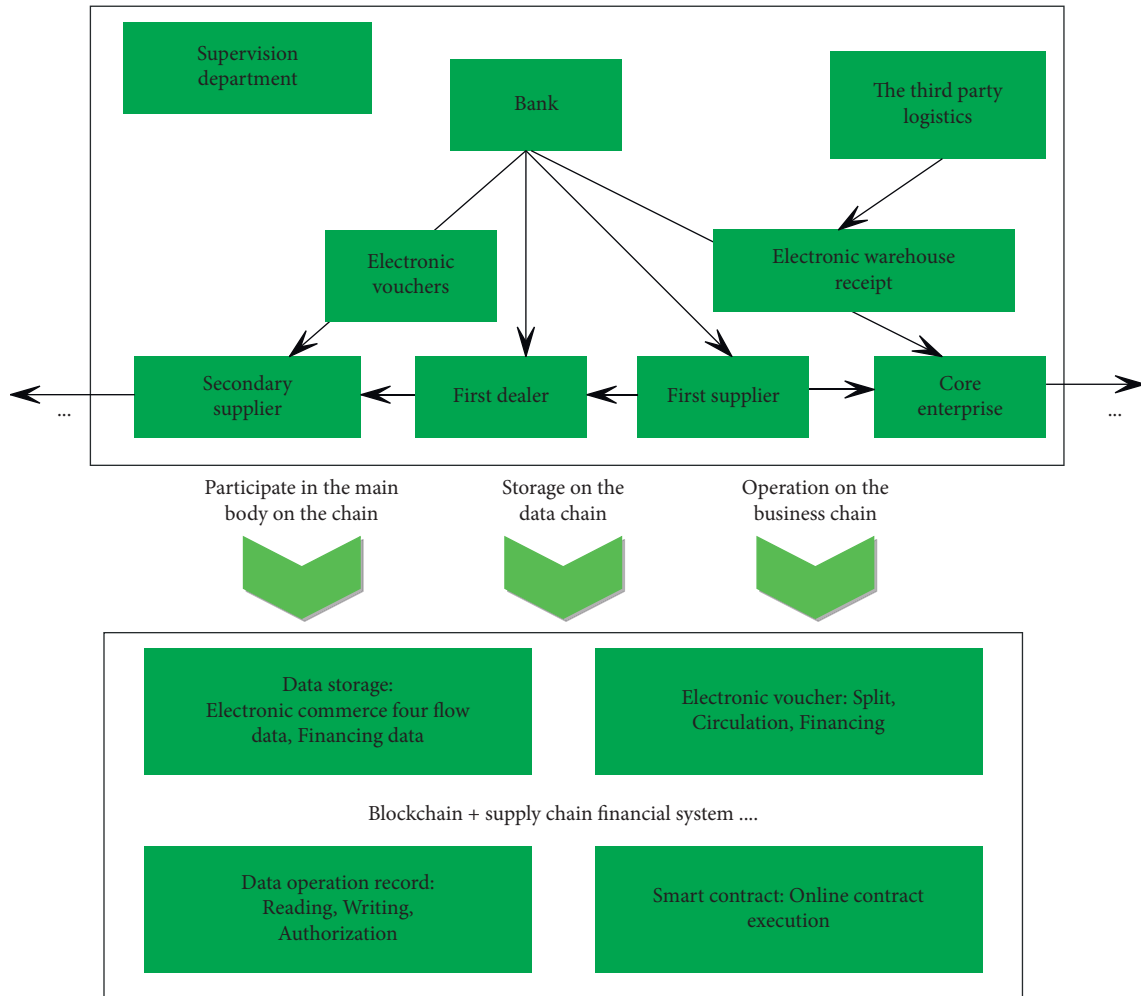 Supervision
department
Bank
The third party
logistics
Electronic
vouchers
Electronic warehouse
receipt
Secondary
supplier
First dealer
First supplier
Core
enterprise
...
...
Participate in the main
body on the chain
Storage on the
data chain
Operation on the
business chain
Data storage:
Electronic commerce four flow
data, Financing data
Electronic voucher: Split,
Circulation, Financing
Blockchain + supply chain financial system ....
Data operation record:
Reading, Writing,
Authorization
Smart contract: Online contract
execution